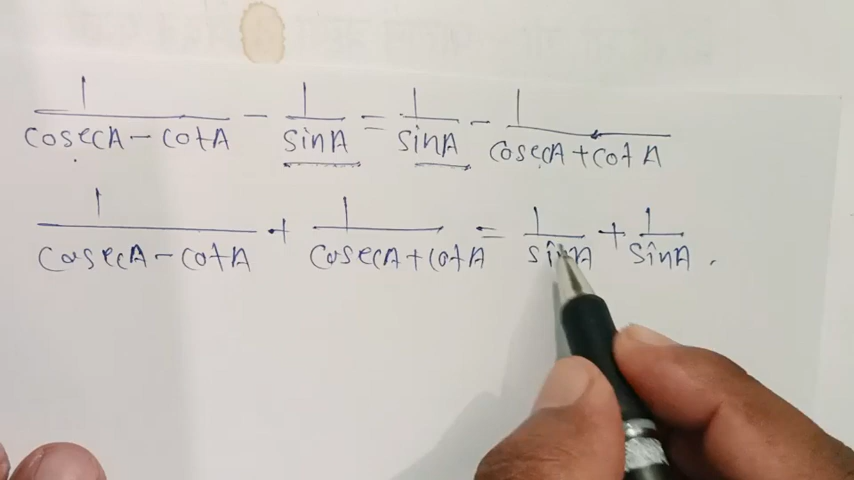 1/(cosecA - cotA) - 1/sinA = 1/sinA - 1/(cosecA + cotA)
1/(cosecA - cotA) + 1/(cosecA + cotA) = 1/sinA + 1/sinA .